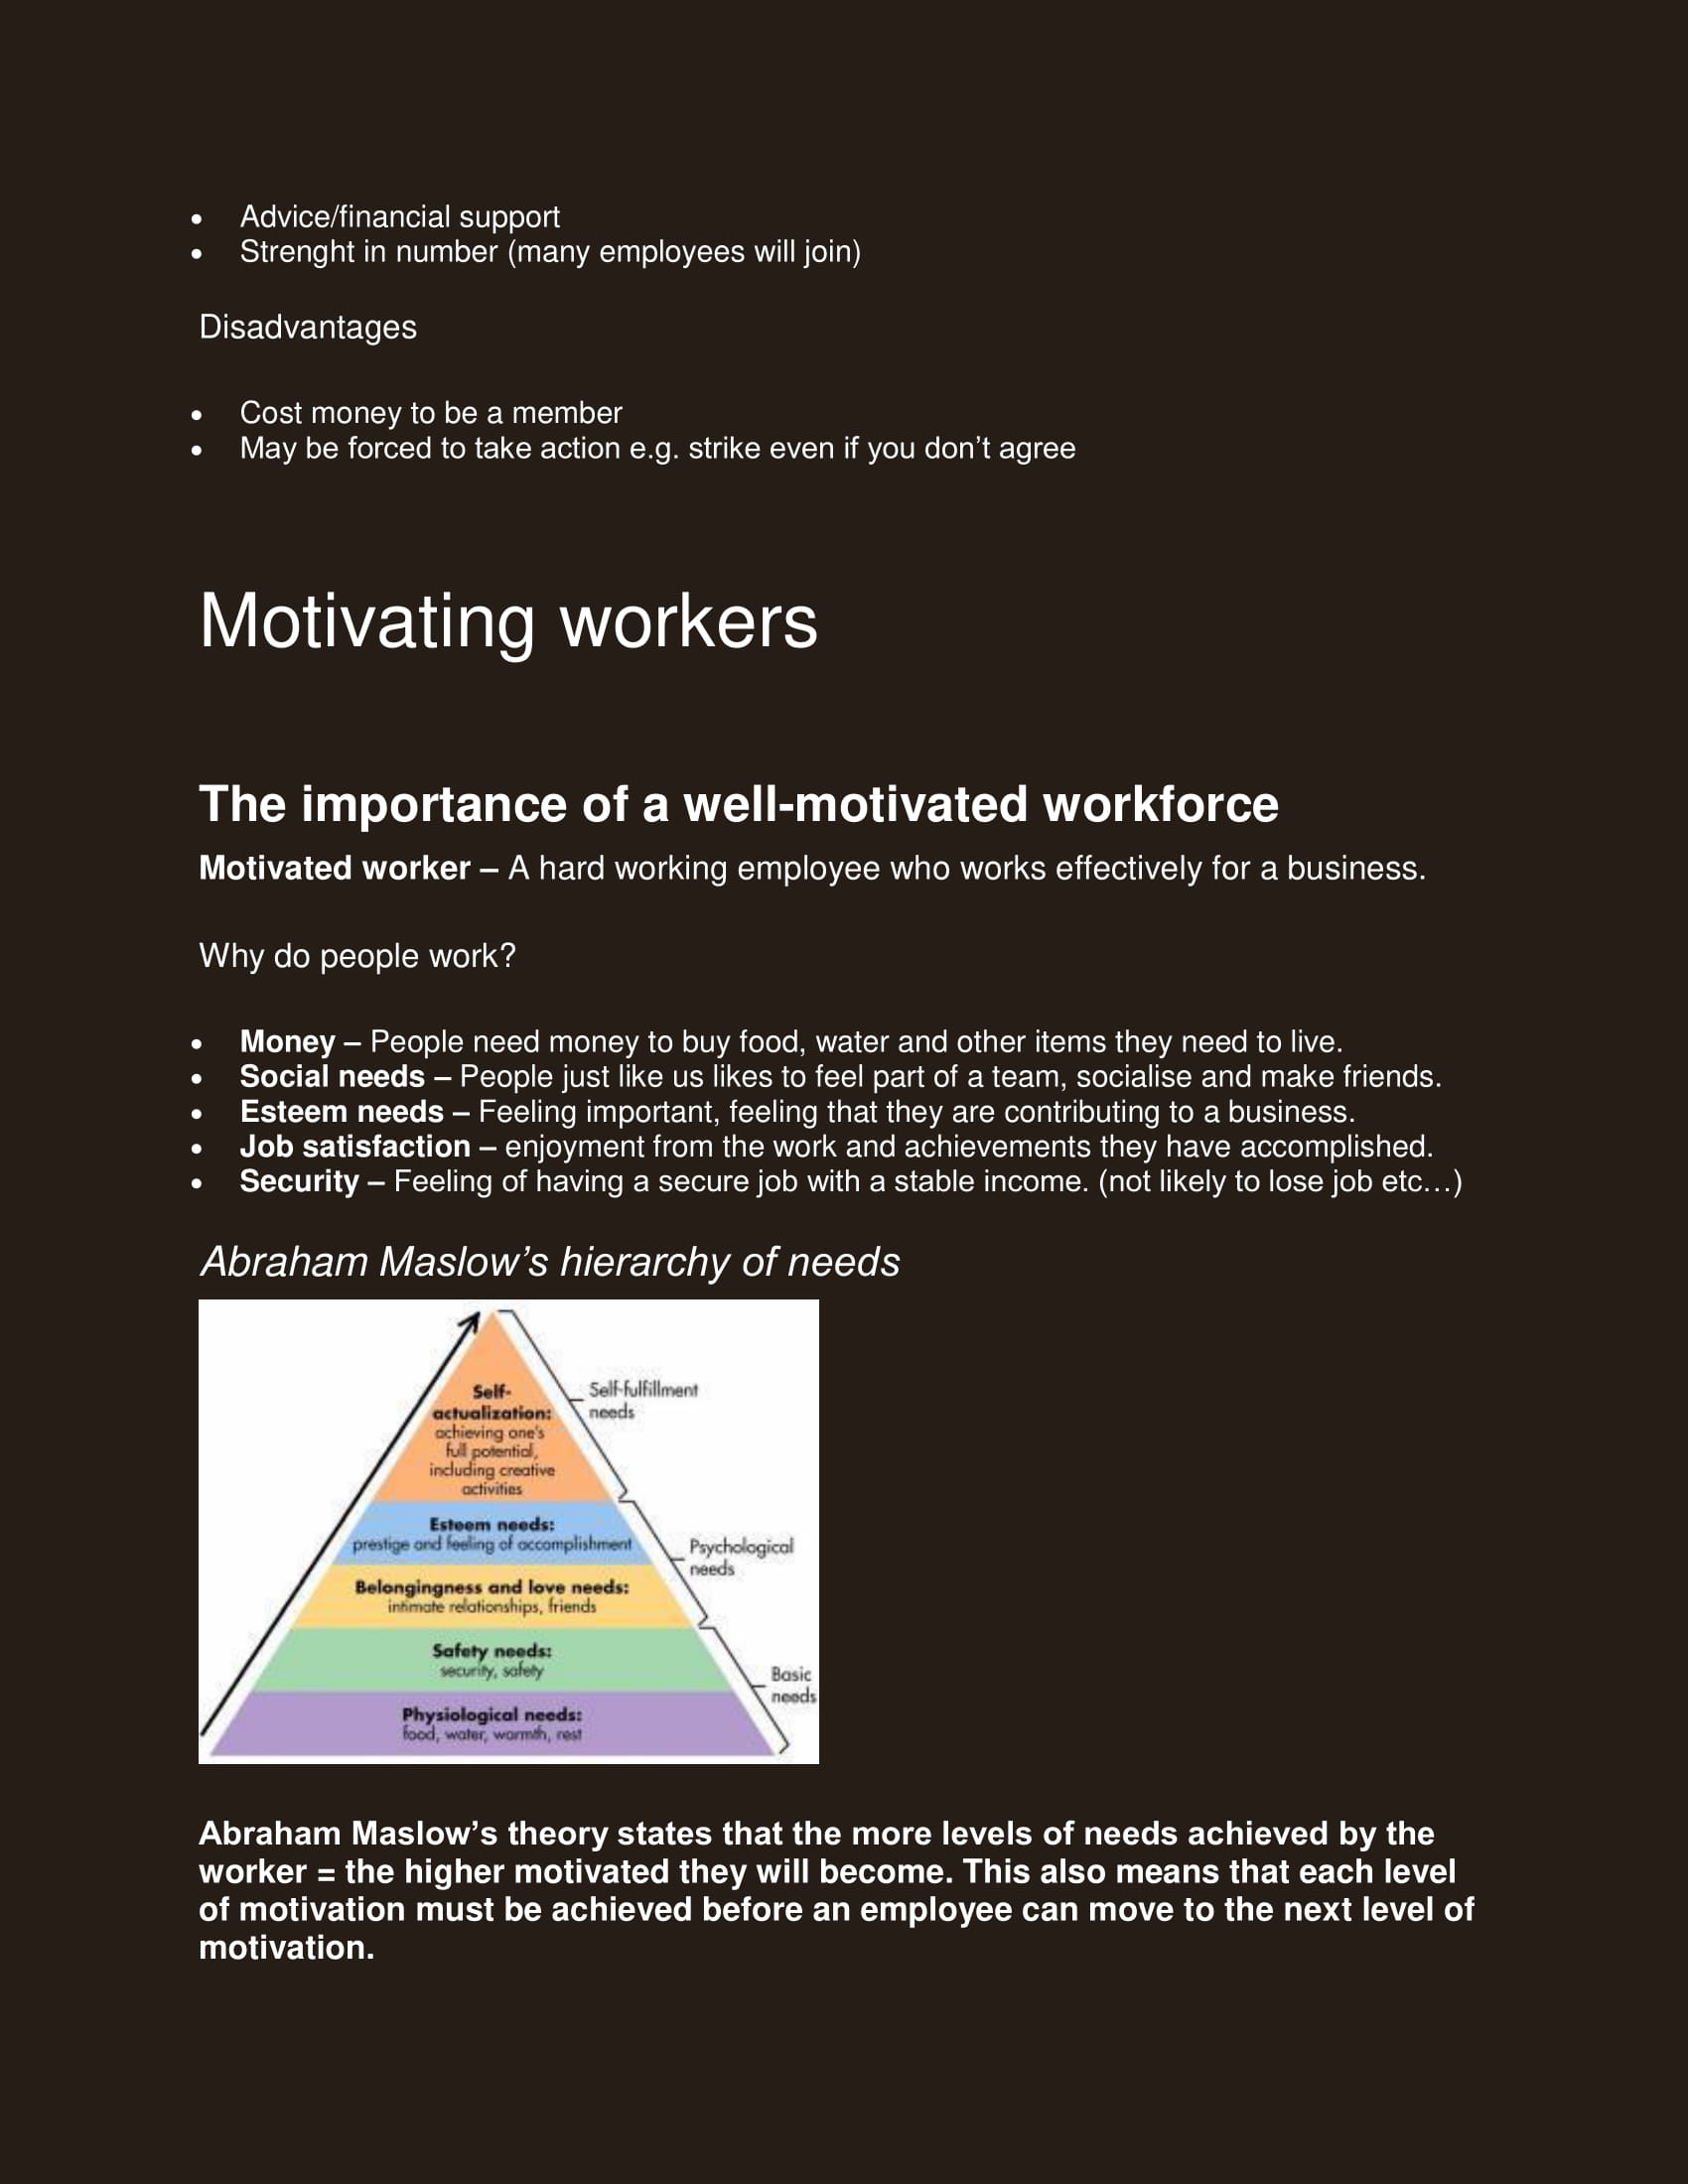 • Advice/financial support
• Strenght in number (many employees will join)
Disadvantages
• Cost money to be a member
• May be forced to take action e.g. strike even if you don’t agree
Motivating workers
The importance of a well-motivated workforce
Motivated worker – A hard working employee who works effectively for a business.
Why do people work?
• Money – People need money to buy food, water and other items they need to live.
• Social needs – People just like us likes to feel part of a team, socialise and make friends.
• Esteem needs – Feeling important, feeling that they are contributing to a business.
• Job satisfaction – enjoyment from the work and achievements they have accomplished.
• Security – Feeling of having a secure job with a stable income. (not likely to lose job etc…)
Abraham Maslow’s hierarchy of needs
Self-
actualization:
achieving one's
full potential,
including creative
activities
Self-fulfillment
needs
Esteem needs:
prestige and feeling of accomplishment
Psychological
needs
Belongingness and love needs:
intimate relationships, friends
Safety needs:
security, safety
Basic
needs
Physiological needs:
food, water, warmth, rest
Abraham Maslow’s theory states that the more levels of needs achieved by the
worker = the higher motivated they will become. This also means that each level
of motivation must be achieved before an employee can move to the next level of
motivation.